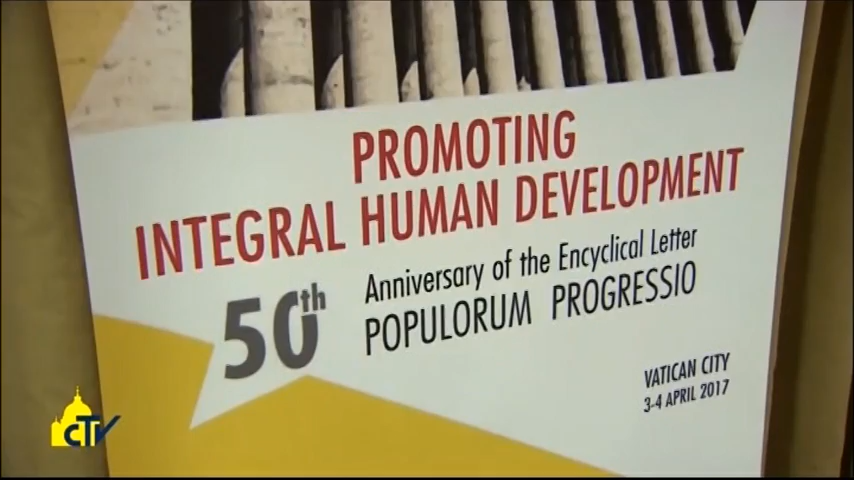 PROMOTING
INTEGRAL HUMAN DEVELOPMENT
50th
Anniversary of the Encyclical Letter
POPULORUM PROGRESSIO
VATICAN CITY
3-4 APRIL 2017
CTV